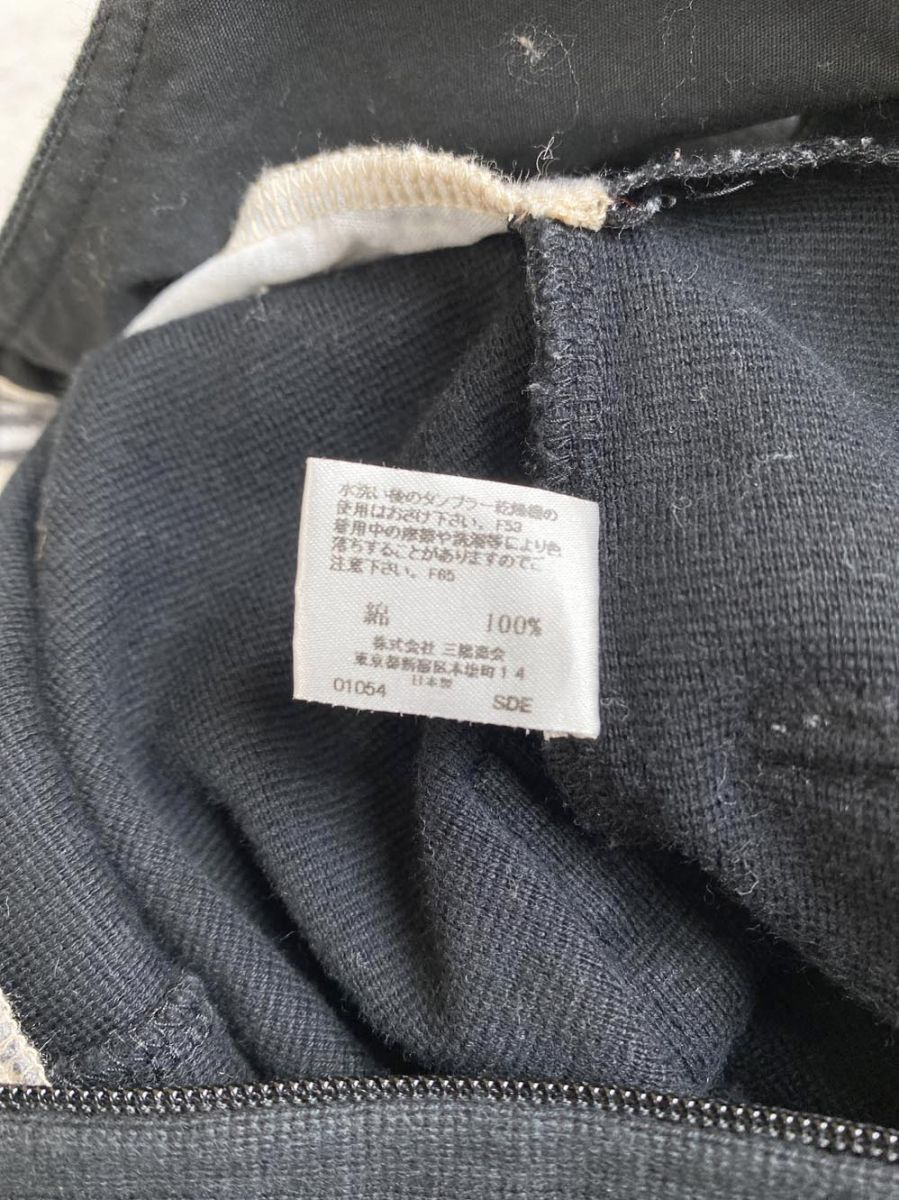 水洗い後のタンブラー乾燥機の
使用はおさけ下さい。F53
着用中の摩擦や洗濯等により色
落ちすることがありますのでご
注意下さい。F65
綿 100%
株式会社 三陽商会
東京都新宿区本塩町14
日本製
01054 SDE